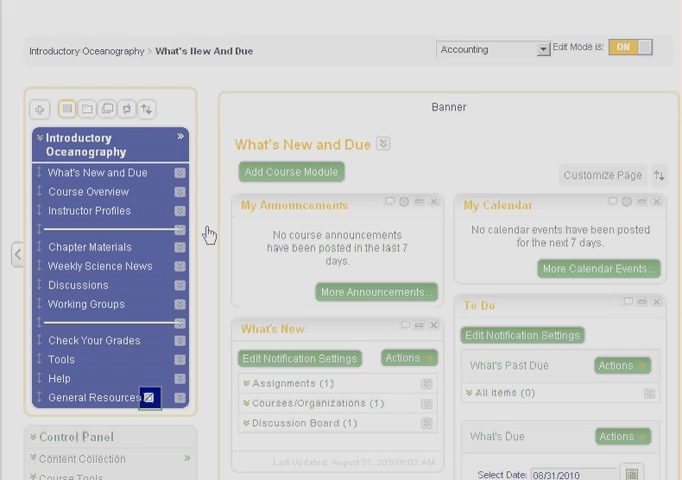 Introductory Oceanography > What's New And Due
Accounting
Edit Mode is:
ON
Introductory
Oceanography
What's New and Due
Course Overview
Instructor Profiles
Chapter Materials
Weekly Science News
Discussions
Working Groups
Check Your Grades
Tools
Help
General Resources
Control Panel
Content Collection
Course Tools
Banner
What's New and Due
Add Course Module
Customize Page
My Announcements
No course announcements
have been posted in the last 7
days.
More Announcements...
What's New
Edit Notification Settings
Actions
Assignments (1)
Courses/Organizations (1)
Discussion Board (1)
Last Updated: August 31, 2010 6:02 AM
My Calendar
No calendar events have been posted
for the next 7 days.
More Calendar Events...
To Do
Edit Notification Settings
What's Past Due
Actions
All Items (0)
What's Due
Actions
Select Date: 08/31/2010